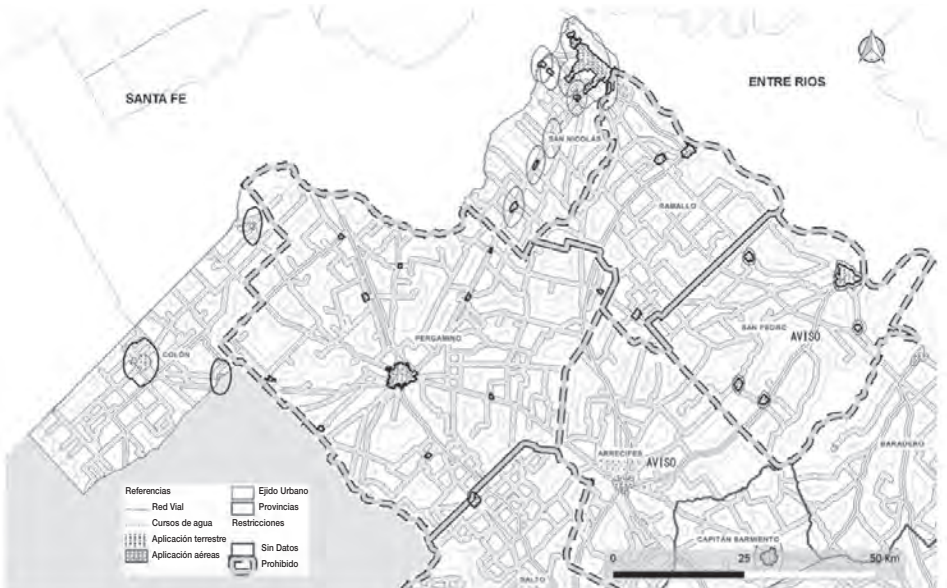 SANTA FE
ENTRE RIOS
SAN NICOLÁS
RAMALLO
SAN PEDRO
AVISO
PERGAMINO
COLÓN
ARRECIFES
AVISO
BARADERO
CAPITÁN SARMIENTO
SALTO
0 25 50 Km
Referencias
Red Vial
Cursos de agua
Aplicación terrestre
Aplicación aéreas
Ejido Urbano
Provincias
Restricciones
Sin Datos
Prohibido